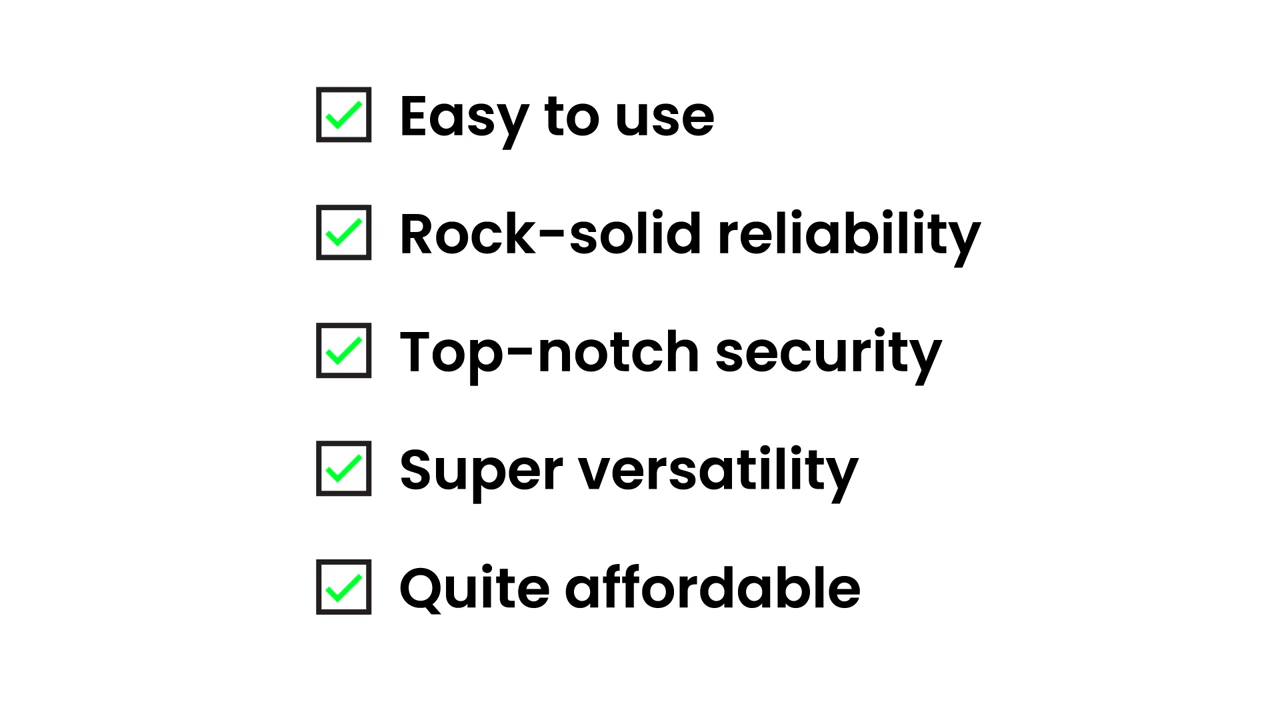 Easy to use
Rock-solid reliability
Top-notch security
Super versatility
Quite affordable